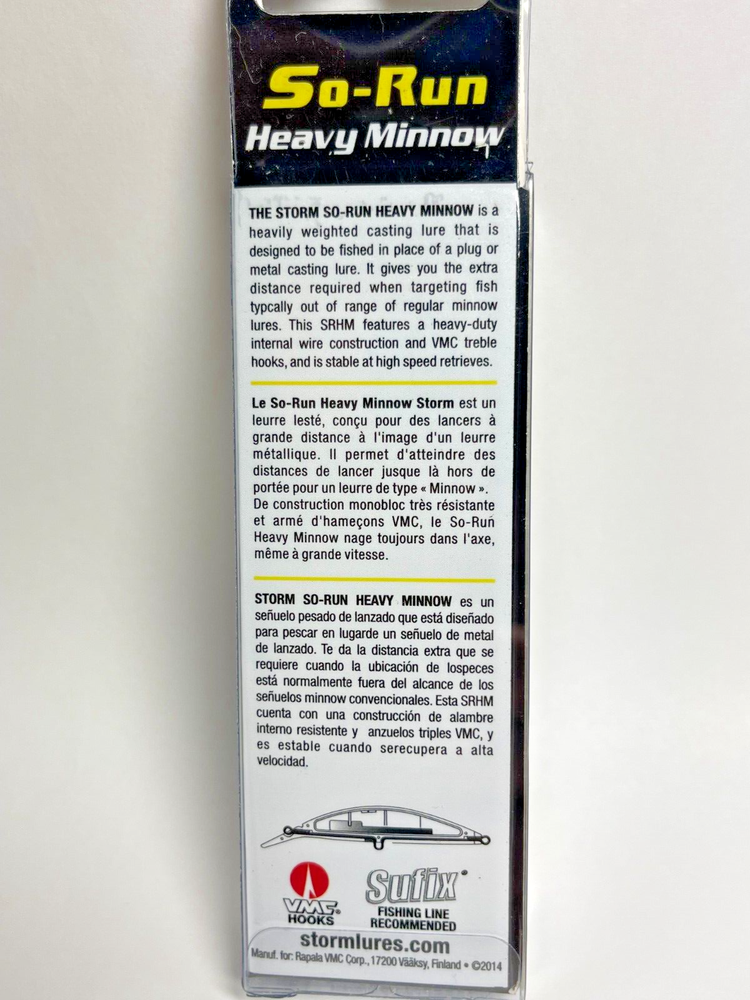 So-Run
Heavy Minnow
THE STORM SO-RUN HEAVY MINNOW is a
heavily weighted casting lure that is
designed to be fished in place of a plug or
metal casting lure. It gives you the extra
distance required when targeting fish
typcally out of range of regular minnow
lures. This SRHM features a heavy-duty
internal wire construction and VMC treble
hooks, and is stable at high speed retrieves.
Le So-Run Heavy Minnow Storm est un
leurre lesté, conçu pour des lancers à
grande distance à l'image d'un leurre
métallique. Il permet d'atteindre des
distances de lancer jusque là hors de
portée pour un leurre de type « Minnow ».
De construction monobloc très résistante
et armé d'hameçons VMC, le So-Run
Heavy Minnow nage toujours dans l'axe,
même à grande vitesse.
STORM SO-RUN HEAVY MINNOW es un
señuelo pesado de lanzado que está diseñado
para pescar en lugarde un señuelo de metal
de lanzado. Te da la distancia extra que se
requiere cuando la ubicación de lospeces
está normalmente fuera del alcance de los
señuelos minnow convencionales. Esta SRHM
cuenta con una construcción de alambre
interno resistente y anzuelos triples VMC, y
es estable cuando serecupera a alta
velocidad.
VMC®
HOOKS
Sufix®
FISHING LINE
RECOMMENDED
stormlures.com
Manuf. for: Rapala VMC Corp., 17200 Vääksy, Finland • ©2014